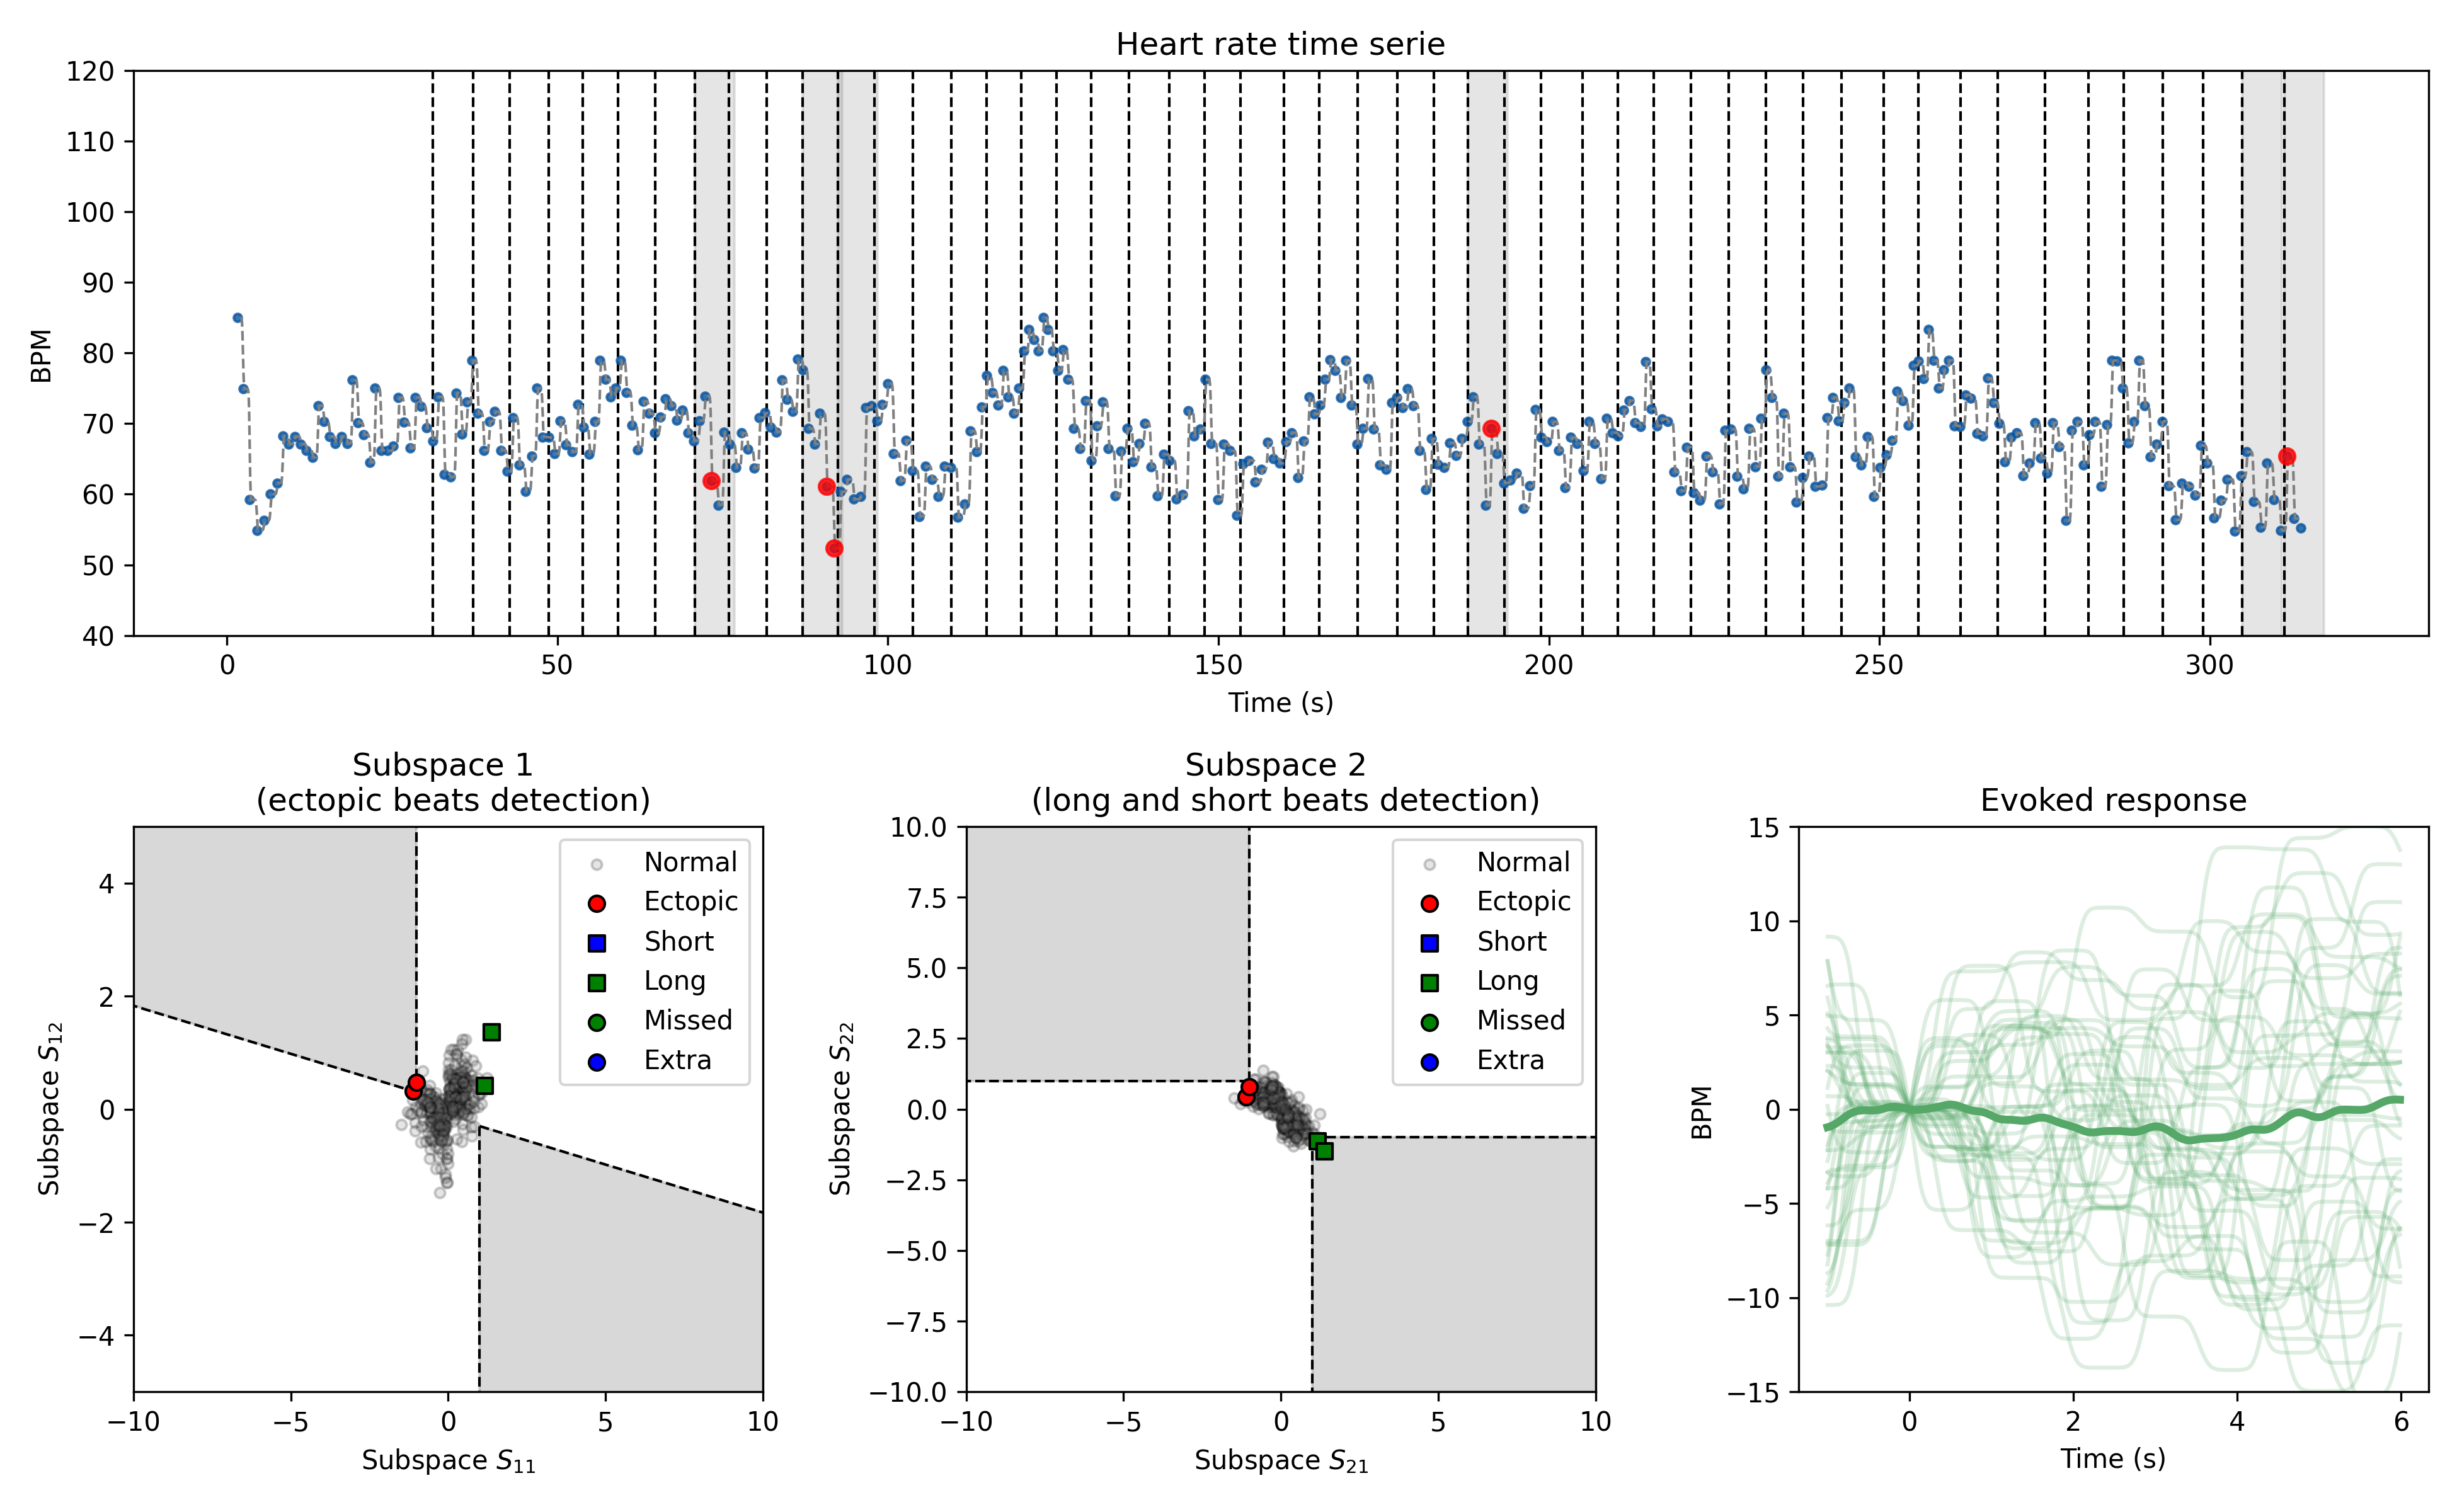 Heart rate time serie
120
110
100
90
80
70
60
50
40
BPM
0 50 100 150 200 250 300
Time (s)
Subspace 1
(ectopic beats detection)
4
2
0
−2
−4
Subspace S12
Normal
Ectopic
Short
Long
Missed
Extra
−10 −5 0 5 10
Subspace S11
Subspace 2
(long and short beats detection)
10.0
7.5
5.0
2.5
0.0
−2.5
−5.0
−7.5
−10.0
Subspace S22
Normal
Ectopic
Short
Long
Missed
Extra
−10 −5 0 5 10
Subspace S21
Evoked response
15
10
5
0
−5
−10
−15
BPM
0 2 4 6
Time (s)